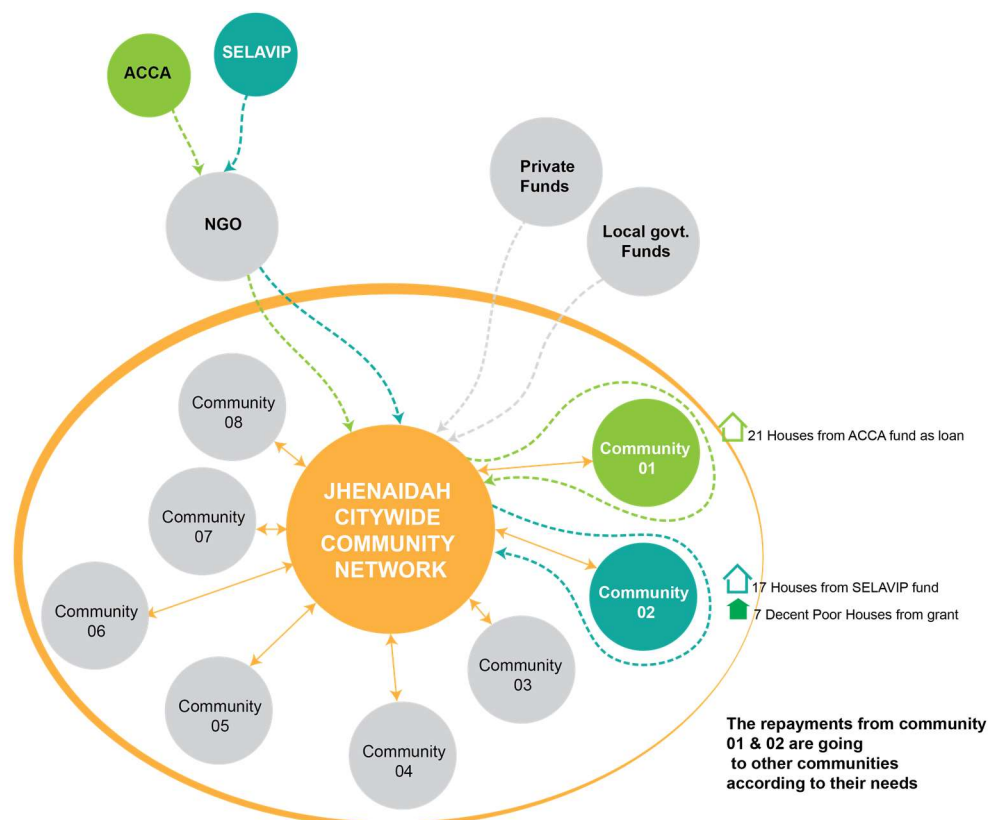 ACCA
SELAVIP
NGO
Private
Funds
Local govt.
Funds
Community
08
Community
07
Community
06
Community
05
Community
04
Community
03
JHENAIDAH
CITYWIDE
COMMUNITY
NETWORK
Community
01
Community
02
21 Houses from ACCA fund as loan
17 Houses from SELAVIP fund
7 Decent Poor Houses from grant
The repayments from community
01 & 02 are going
to other communities
according to their needs